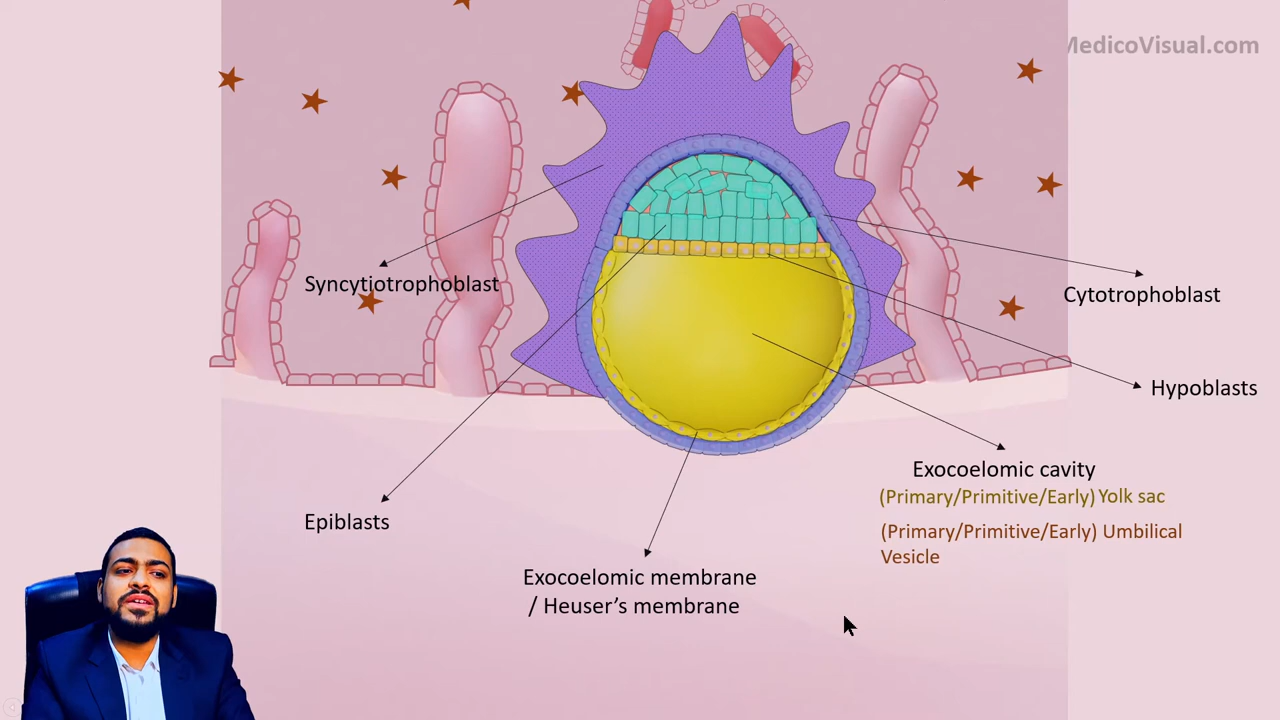 MedicoVisual.com
Syncytiotrophoblast
Cytotrophoblast
Hypoblasts
Exocoelomic cavity
(Primary/Primitive/Early) Yolk sac
(Primary/Primitive/Early) Umbilical
Vesicle
Epiblasts
Exocoelomic membrane
/ Heuser’s membrane